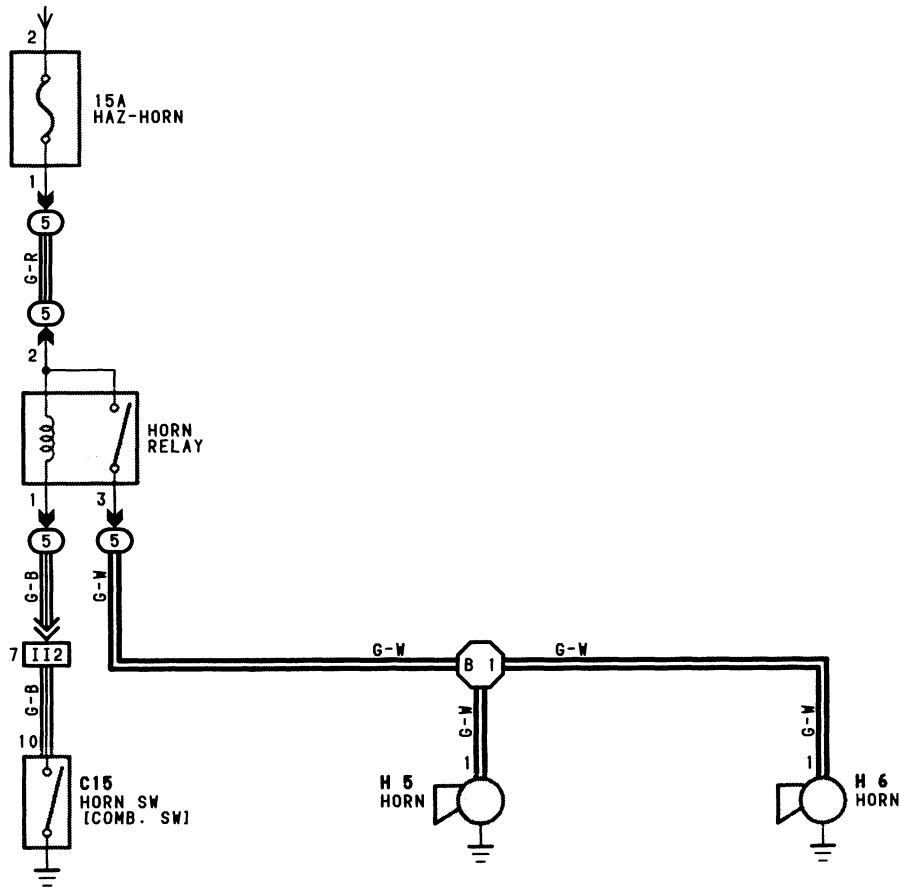 2
15A
HAZ-HORN
1
5
G-R
5
2
HORN
RELAY
1
3
5
5
G-B
G-W
7
II2
G-W
B 1
G-W
G-B
G-W
G-W
10
1
1
C15
HORN SW
[COMB. SW]
H 5
HORN
H 6
HORN